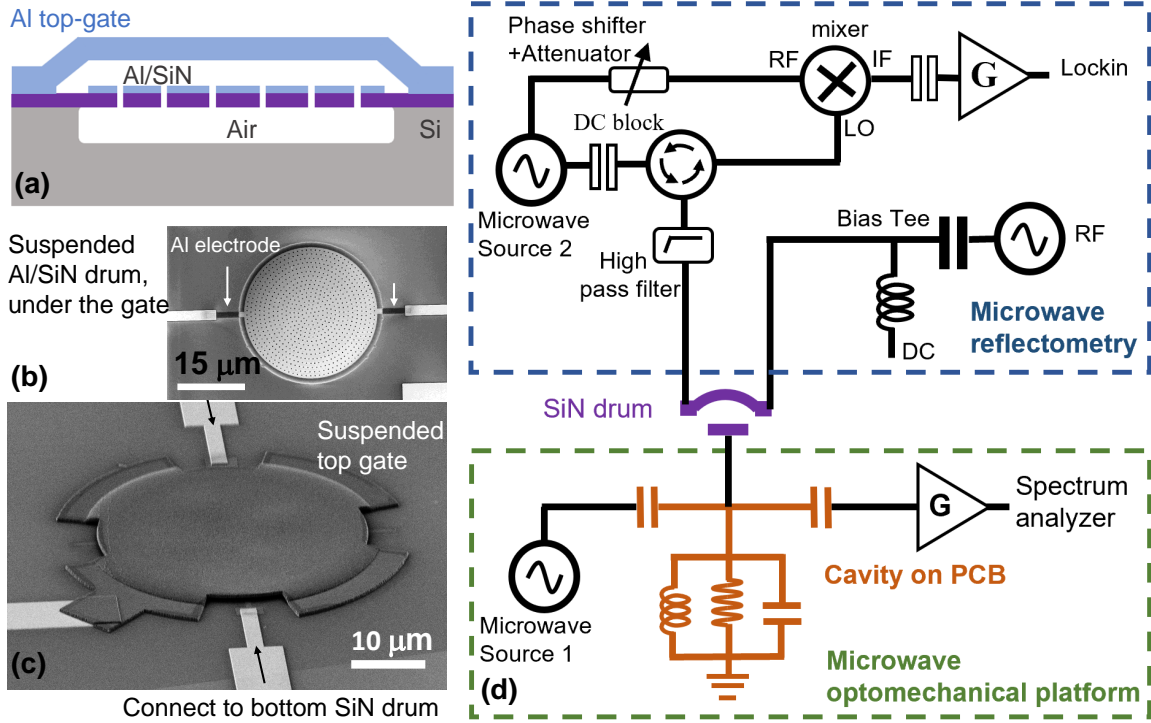 Al top-gate
Al/SiN
Air
Si
(a)
Suspended
Al/SiN drum,
under the gate
Al electrode
15 μm
(b)
Suspended
top gate
10 μm
(c)
Connect to bottom SiN drum
Phase shifter
+Attenuator
mixer
RF
IF
LO
G
Lockin
DC block
Microwave
Source 2
High
pass filter
Bias Tee
RF
DC
Microwave
reflectometry
SiN drum
G
Spectrum
analyzer
Cavity on PCB
Microwave
Source 1
(d)
Microwave
optomechanical platform